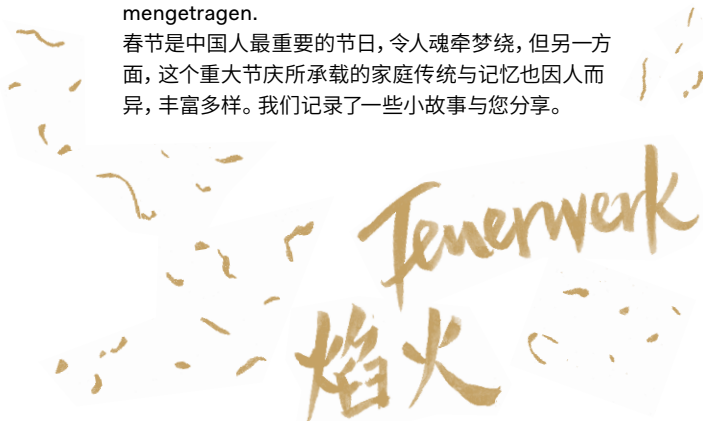 mengetragen.
春节是中国人最重要的节日，令人魂牵梦绕，但另一方
面，这个重大节庆所承载的家庭传统与记忆也因人而
异，丰富多样。我们记录了一些小故事与您分享。
Feuerwerk
焰火